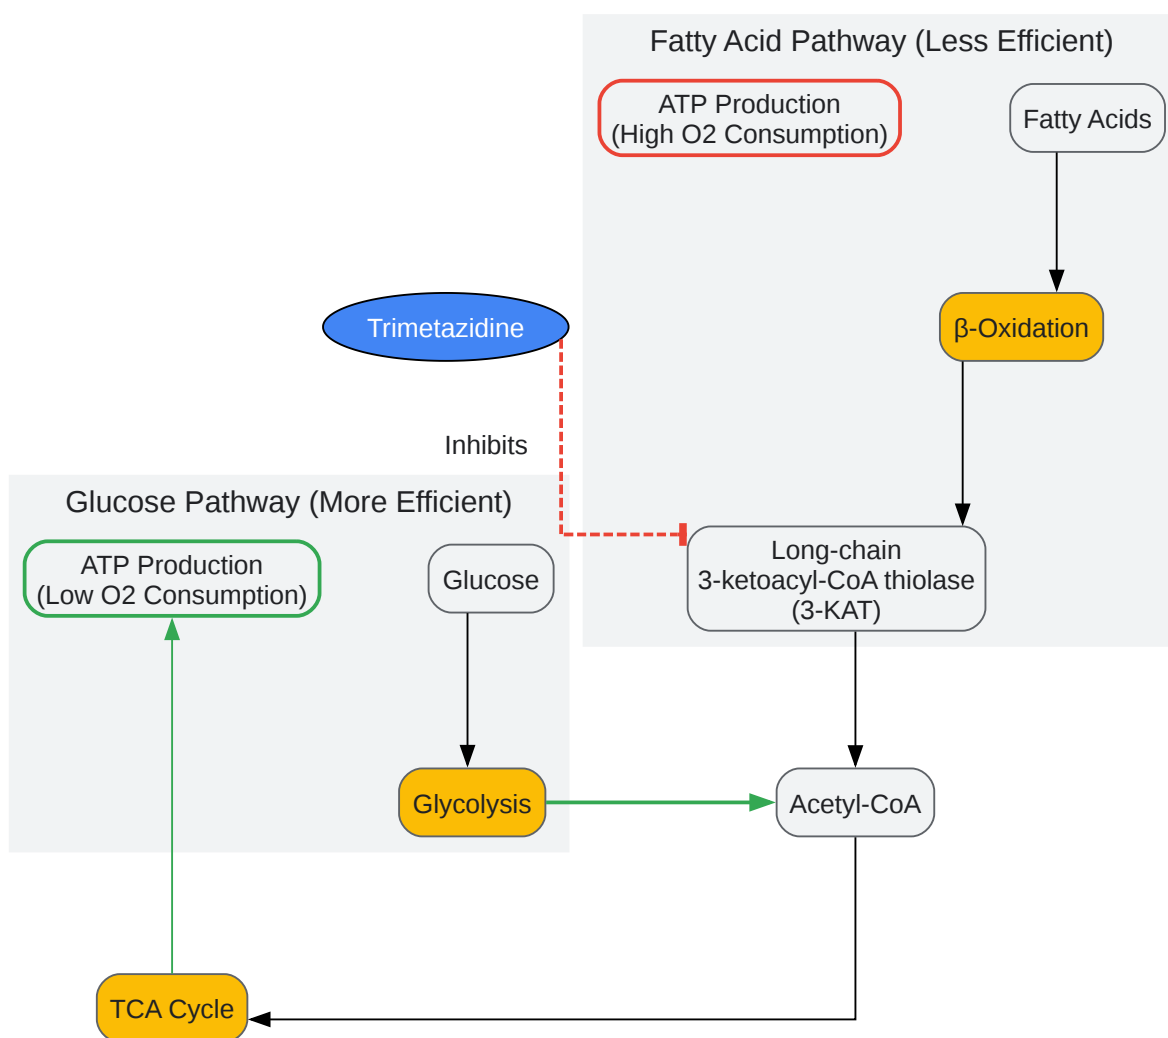 Fatty Acid Pathway (Less Efficient)
ATP Production
(High O2 Consumption)
Fatty Acids
Trimetazidine
β-Oxidation
Inhibits
Glucose Pathway (More Efficient)
ATP Production
(Low O2 Consumption)
Glucose
Long-chain
3-ketoacyl-CoA thiolase
(3-KAT)
Glycolysis
Acetyl-CoA
TCA Cycle